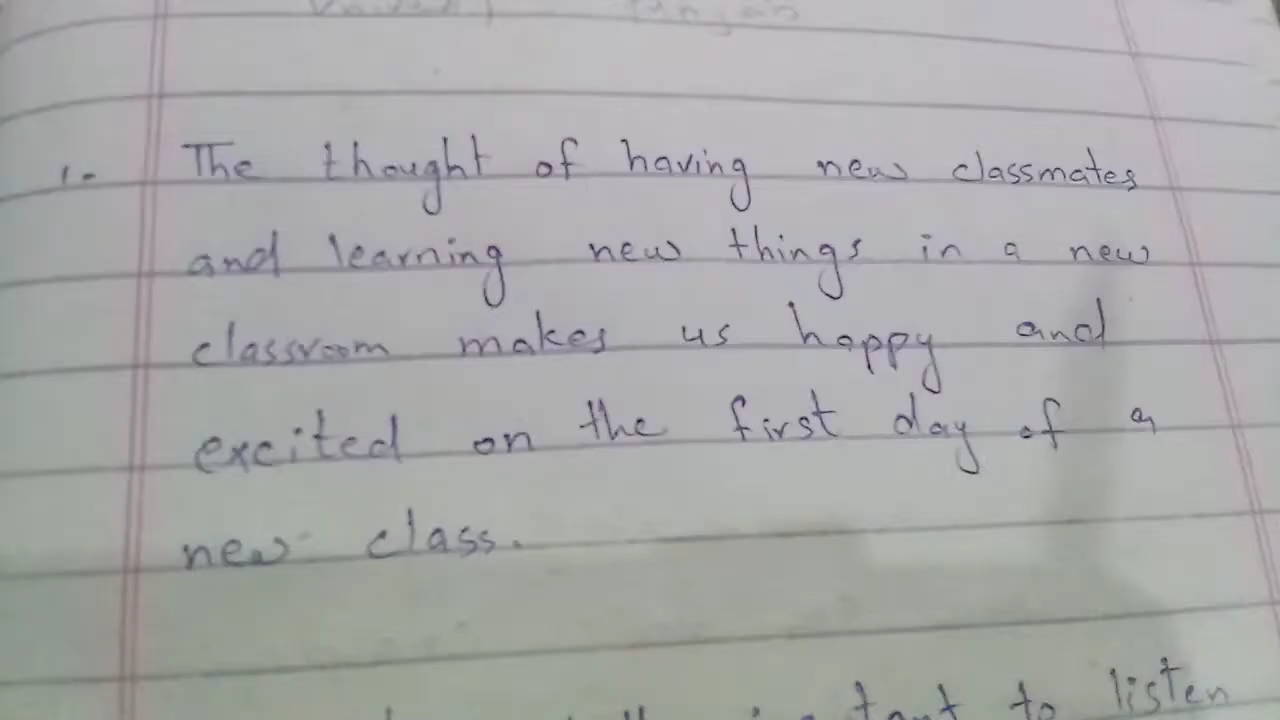 1- The thought of having new classmates
and learning new things in a new
classroom makes us happy and
excited on the first day of a
new class.
to listen